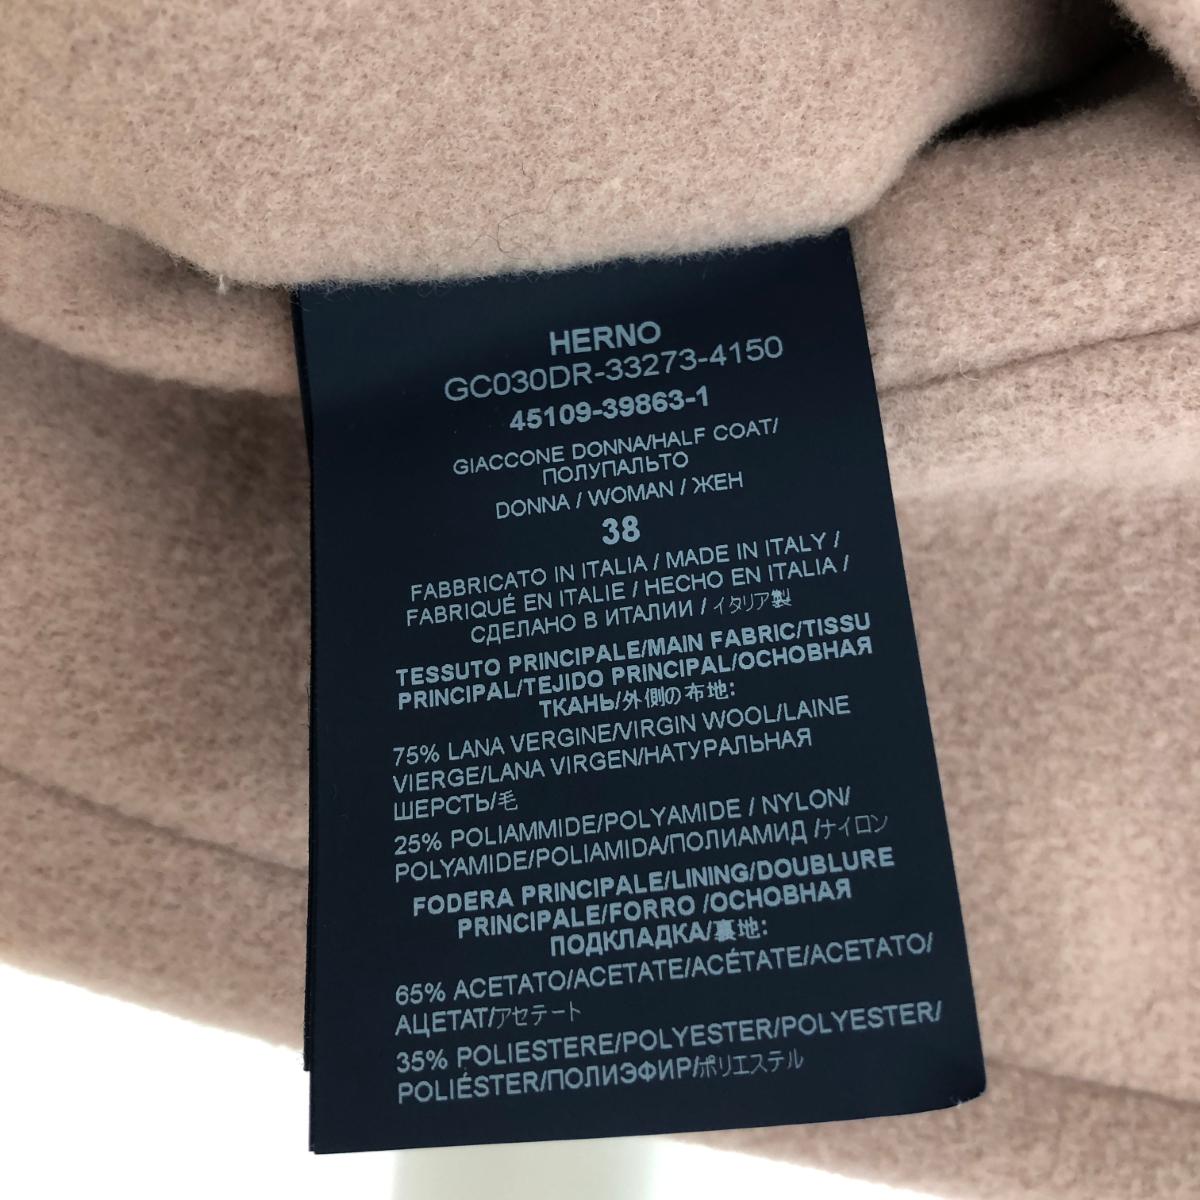 HERNO
GC030DR-33273-4150
45109-39863-1
GIACCONE DONNA/HALF COAT/
ПОЛУПАЛЬТО
DONNA / WOMAN / ЖЕН
38
FABBRICATO IN ITALIA / MADE IN ITALY /
FABRIQUÉ EN ITALIE / HECHO EN ITALIA /
СДЕЛАНО В ИТАЛИИ / イタリア製
TESSUTO PRINCIPALE/MAIN FABRIC/TISSU
PRINCIPAL/TEJIDO PRINCIPAL/ОСНОВНАЯ
ТКАНЬ/外側の布地:
75% LANA VERGINE/VIRGIN WOOL/LAINE
VIERGE/LANA VIRGEN/НАТУРАЛЬНАЯ
ШЕРСТЬ/毛
25% POLIAMMIDE/POLYAMIDE / NYLON/
POLYAMIDE/POLIAMIDA/ПОЛИАМИД /ナイロン
FODERA PRINCIPALE/LINING/DOUBLURE
PRINCIPALE/FORRO /ОСНОВНАЯ
ПОДКЛАДКА/裏地:
65% ACETATO/ACETATE/ACÉTATE/ACETATO/
АЦЕТАТ/アセテート
35% POLIESTERE/POLYESTER/POLYESTER/
POLIÉSTER/ПОЛИЭФИР/ポリエステル